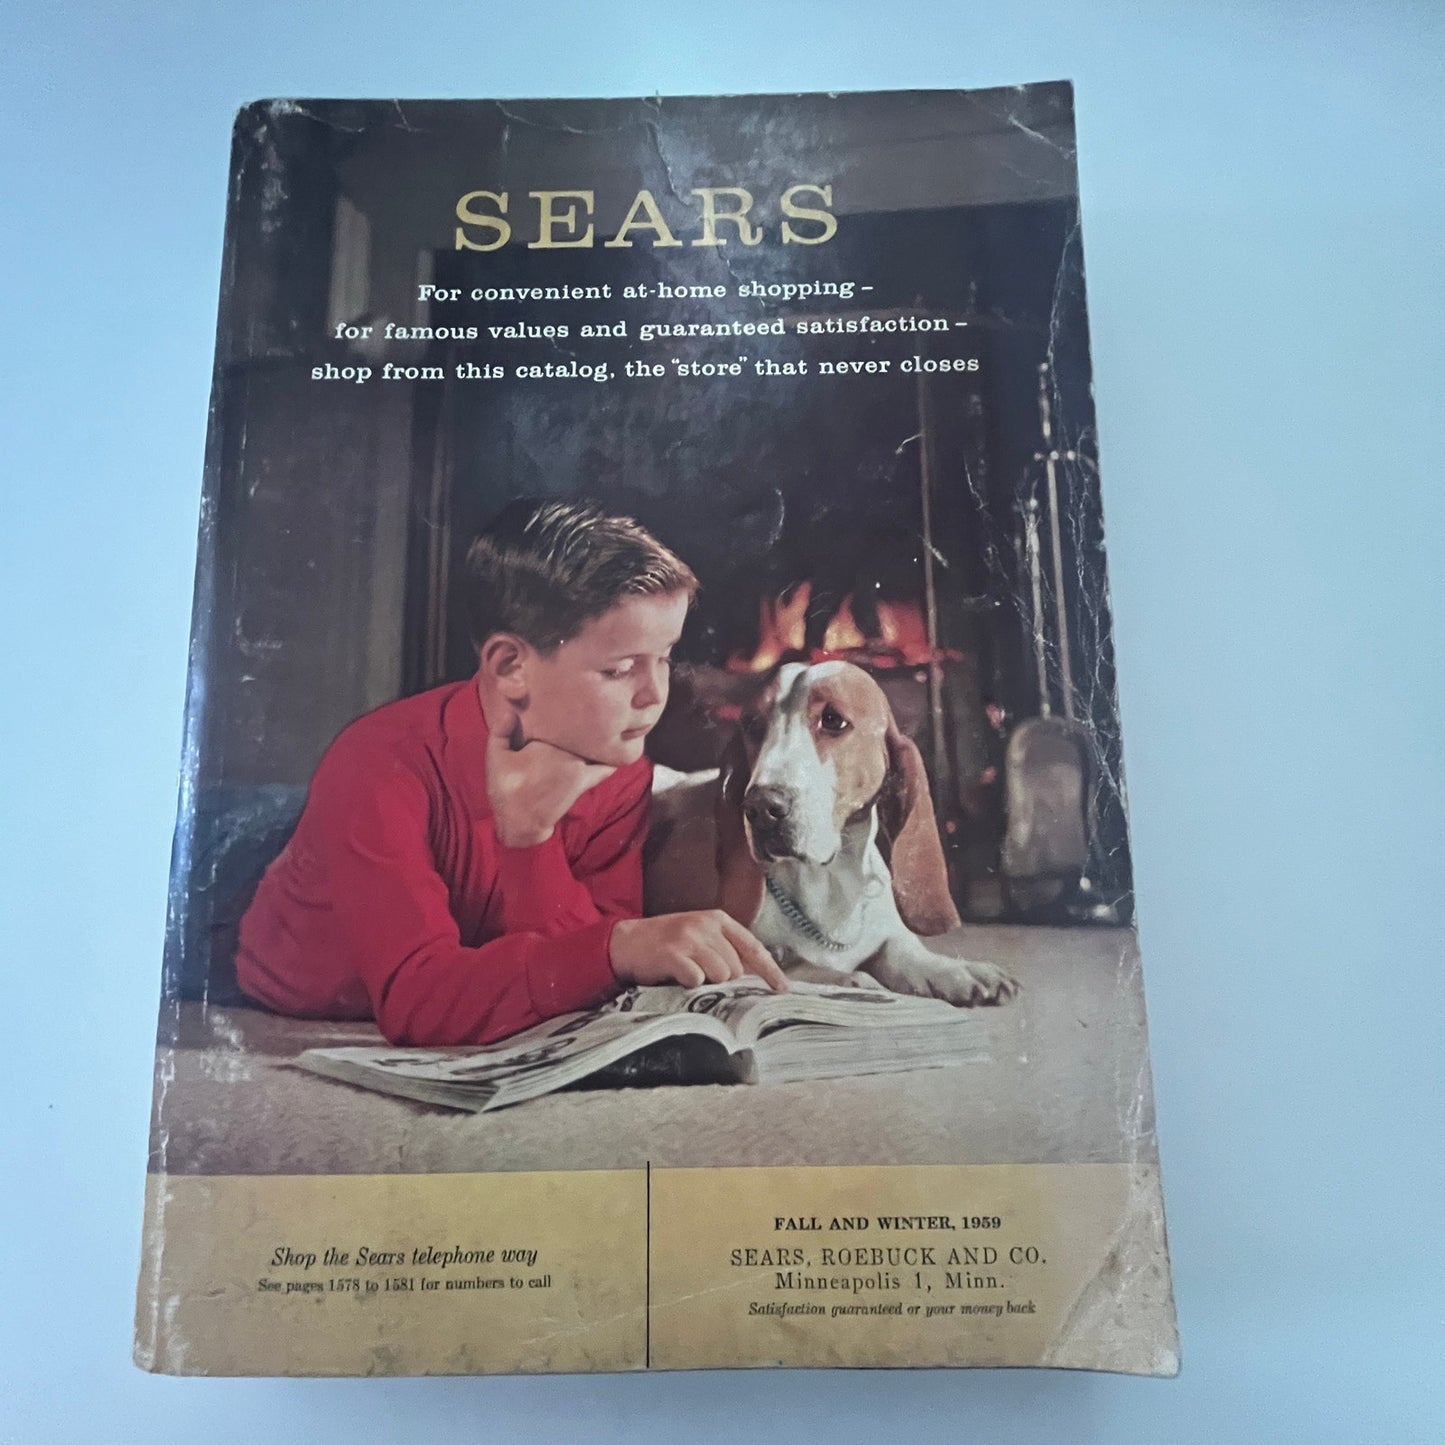 SEARS
For convenient at-home shopping –
for famous values and guaranteed satisfaction –
shop from this catalog, the “store” that never closes
Shop the Sears telephone way
See pages 1578 to 1581 for numbers to call
FALL AND WINTER, 1959
SEARS, ROEBUCK AND CO.
Minneapolis 1, Minn.
Satisfaction guaranteed or your money back